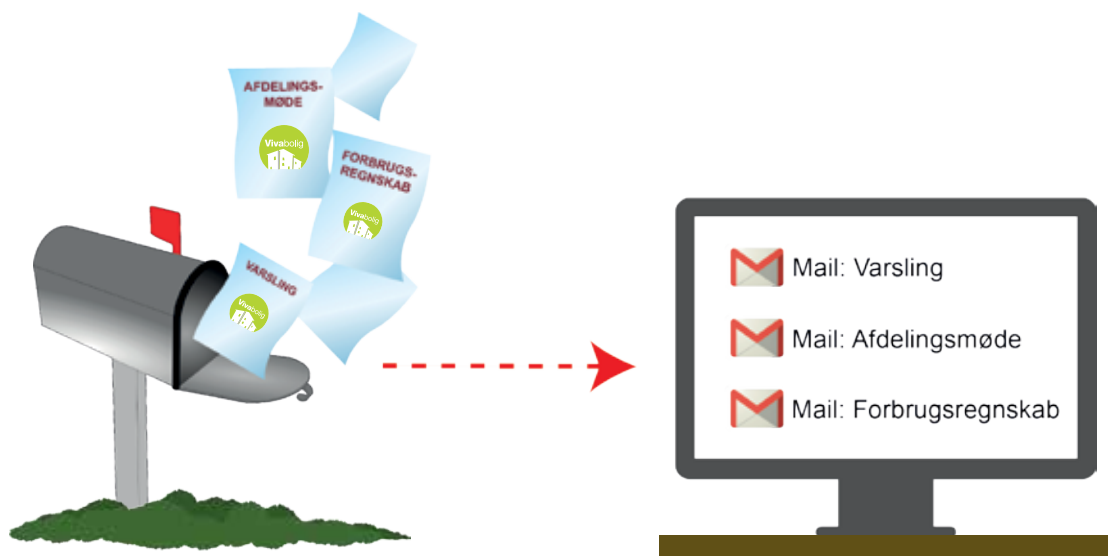 AFDELINGS-
MØDE
Vivabolig
FORBRUGS-
REGNSKAB
Vivabolig
VARSLING
Vivabolig
Mail: Varsling
Mail: Afdelingsmøde
Mail: Forbrugsregnskab